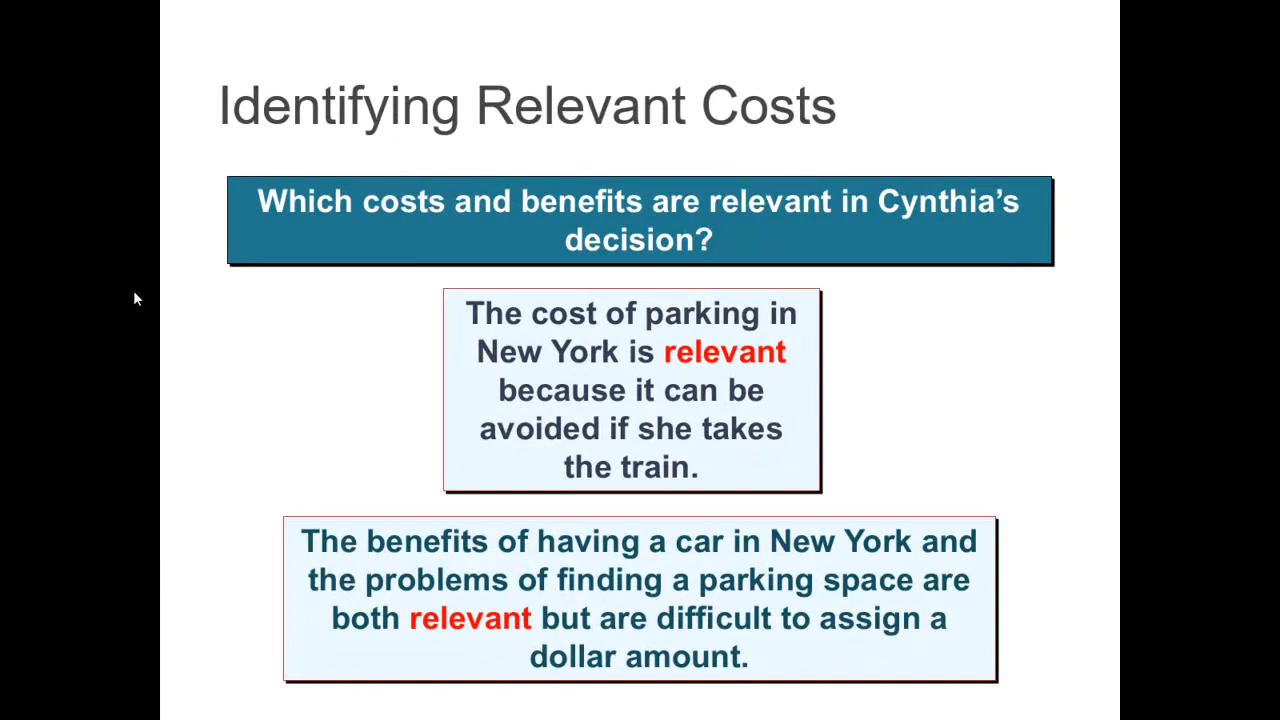 Identifying Relevant Costs
Which costs and benefits are relevant in Cynthia’s
decision?
The cost of parking in
New York is relevant
because it can be
avoided if she takes
the train.
The benefits of having a car in New York and
the problems of finding a parking space are
both relevant but are difficult to assign a
dollar amount.